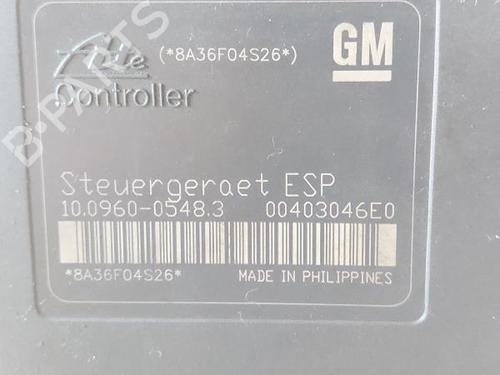 Ate (*8A36F04S26*) GM
Controller
Steuergeraet ESP
10.0960-0548.3 00403046E0
*8A36F04S26* MADE IN PHILIPPINES
B-PARTS